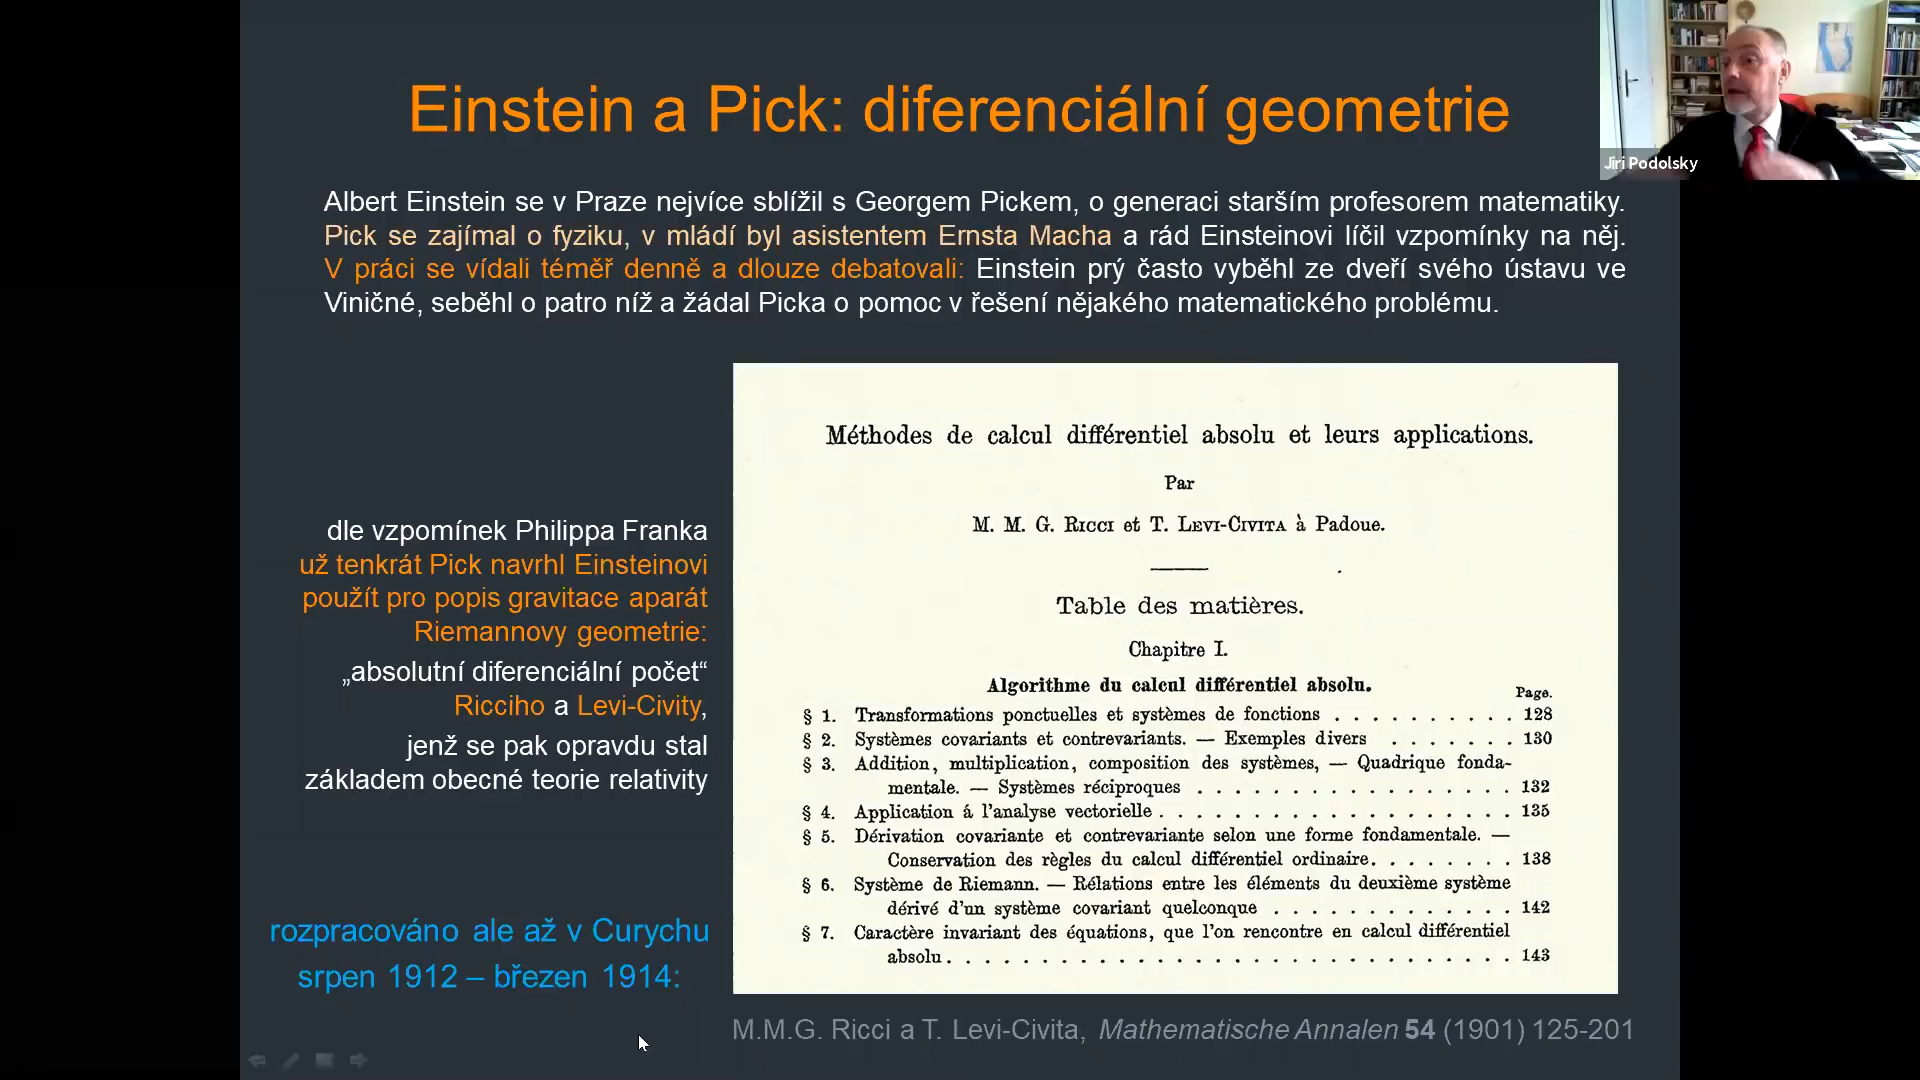 Einstein a Pick: diferenciální geometrie
Jiri Podolsky
Albert Einstein se v Praze nejvíce sblížil s Georgem Pickem, o generaci starším profesorem matematiky.
Pick se zajímal o fyziku, v mládí byl asistentem Ernsta Macha a rád Einsteinovi líčil vzpomínky na něj.
V práci se vídali téměř denně a dlouze debatovali: Einstein prý často vyběhl ze dveří svého ústavu ve
Viničné, seběhl o patro níž a žádal Picka o pomoc v řešení nějakého matematického problému.
dle vzpomínek Philippa Franka
už tenkrát Pick navrhl Einsteinovi
použít pro popis gravitace aparát
Riemannovy geometrie:
„absolutní diferenciální počet“
Ricciho a Levi-Civity,
jenž se pak opravdu stal
základem obecné teorie relativity
rozpracováno ale až v Curychu
srpen 1912 – březen 1914:
Méthodes de calcul différentiel absolu et leurs applications.
Par
M. M. G. Ricci et T. Levi-Civita à Padoue.
Table des matières.
Chapitre I.
Algorithme du calcul différentiel absolu.
Page.
§ 1. Transformations ponctuelles et systèmes de fonctions . . . . . . . . . . 128
§ 2. Systèmes covariants et contrevariants. — Exemples divers . . . . . . . 130
§ 3. Addition, multiplication, composition des systèmes, — Quadrique fonda-
mentale. — Systèmes réciproques . . . . . . . . . . . . . . . . 132
§ 4. Application á l'analyse vectorielle . . . . . . . . . . . . . . . . . . 135
§ 5. Dérivation covariante et contrevariante selon une forme fondamentale. —
Conservation des règles du calcul différentiel ordinaire. . . . . . . . 138
§ 6. Système de Riemann. — Rélations entre les éléments du deuxième système
dérivé d'un système covariant quelconque . . . . . . . . . . . . 142
§ 7. Caractère invariant des équations, que l'on rencontre en calcul différentiel
absolu . . . . . . . . . . . . . . . . . . . . . . . . . . . . 143
M.M.G. Ricci a T. Levi-Civita, Mathematische Annalen 54 (1901) 125-201